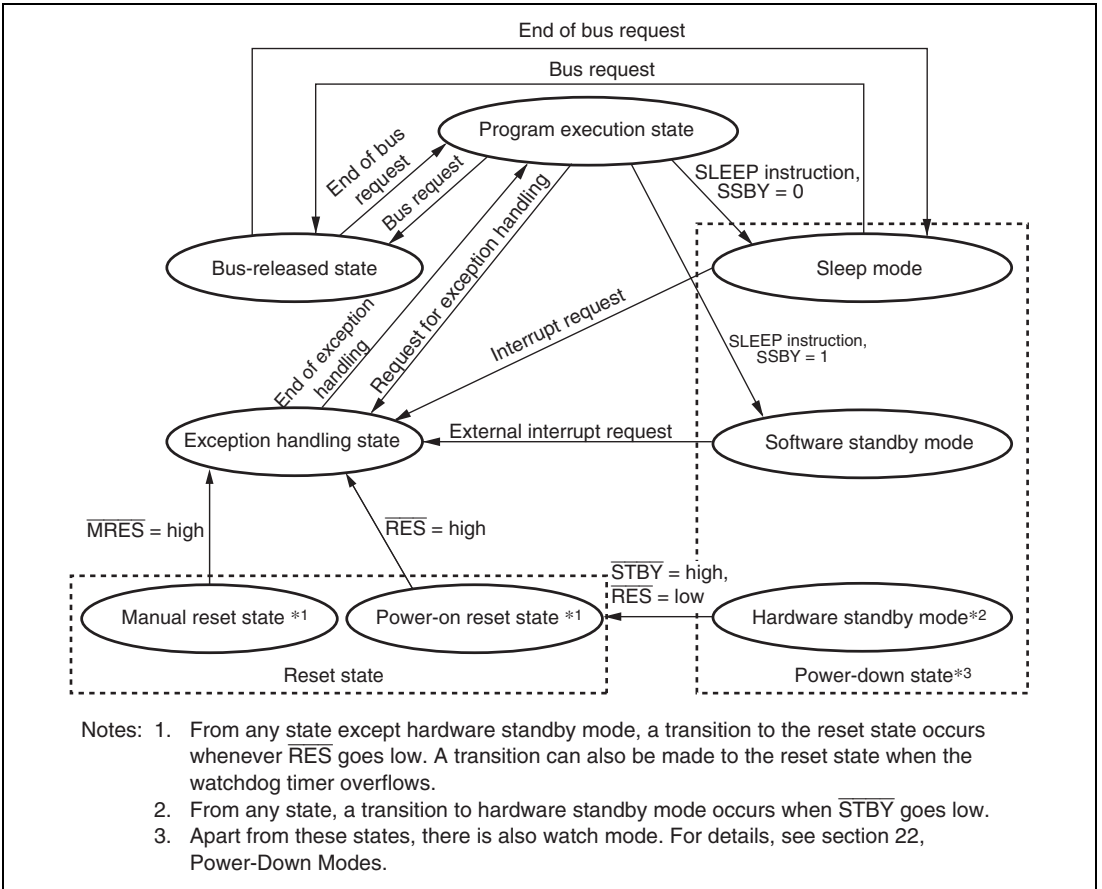 End of bus request
Bus request
Program execution state
End of bus
request
Bus request
SLEEP instruction,
SSBY = 0
Bus-released state
Sleep mode
End of exception
handling
Request for exception handling
Interrupt request
SLEEP instruction,
SSBY = 1
Exception handling state
External interrupt request
Software standby mode
M̅R̅E̅S̅ = high
R̅E̅S̅ = high
S̅T̅B̅Y̅ = high,
R̅E̅S̅ = low
Manual reset state *1
Power-on reset state *1
Hardware standby mode*2
Reset state
Power-down state*3
Notes: 1. From any state except hardware standby mode, a transition to the reset state occurs
whenever R̅E̅S̅ goes low. A transition can also be made to the reset state when the
watchdog timer overflows.
2. From any state, a transition to hardware standby mode occurs when S̅T̅B̅Y̅ goes low.
3. Apart from these states, there is also watch mode. For details, see section 22,
Power-Down Modes.